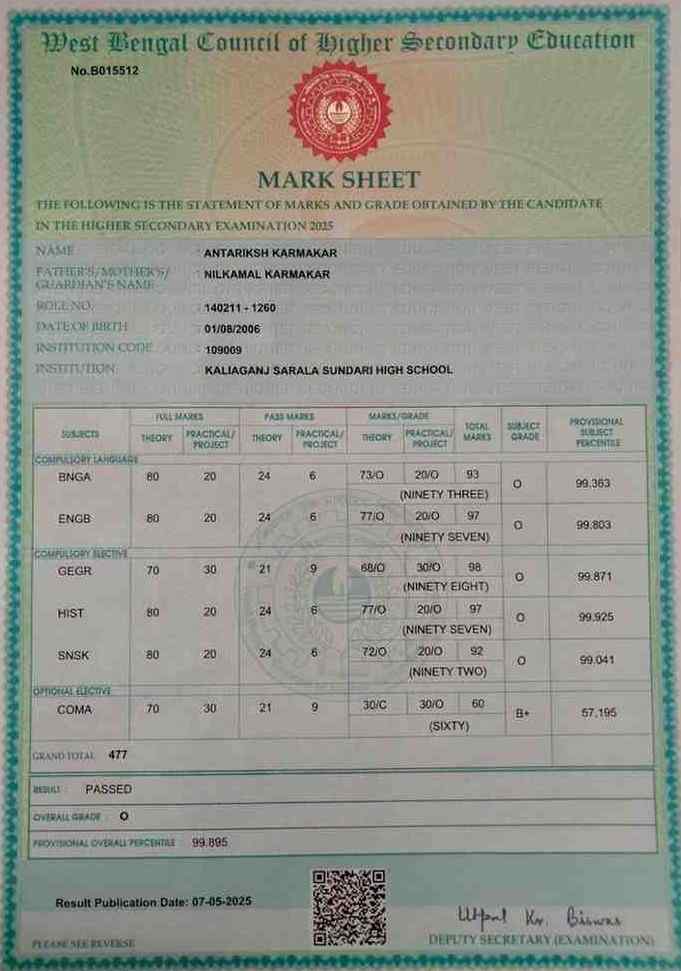 West Bengal Council of Higher Secondary Education
No.B015512
MARK SHEET
THE FOLLOWING IS THE STATEMENT OF MARKS AND GRADE OBTAINED BY THE CANDIDATE
IN THE HIGHER SECONDARY EXAMINATION 2025
NAME : ANTARIKSH KARMAKAR
FATHER'S/MOTHER'S/ : NILKAMAL KARMAKAR
GUARDIAN'S NAME
ROLL NO. : 140211 - 1260
DATE OF BIRTH : 01/08/2006
INSTITUTION CODE : 109009
INSTITUTION : KALIAGANJ SARALA SUNDARI HIGH SCHOOL
SUBJECTS FULL MARKS PASS MARKS MARKS/GRADE TOTAL MARKS SUBJECT GRADE PROVISIONAL SUBJECT PERCENTILE
THEORY PRACTICAL/PROJECT THEORY PRACTICAL/PROJECT THEORY PRACTICAL/PROJECT
COMPULSORY LANGUAGE
BNGA 80 20 24 6 73/O 20/O 93 O 99.363
(NINETY THREE)
ENGB 80 20 24 6 77/O 20/O 97 O 99.803
(NINETY SEVEN)
COMPULSORY ELECTIVE
GEGR 70 30 21 9 68/O 30/O 98 O 99.871
(NINETY EIGHT)
HIST 80 20 24 6 77/O 20/O 97 O 99.925
(NINETY SEVEN)
SNSK 80 20 24 6 72/O 20/O 92 O 99.041
(NINETY TWO)
OPTIONAL ELECTIVE
COMA 70 30 21 9 30/C 30/O 60 B+ 57.195
(SIXTY)
GRAND TOTAL 477
RESULT : PASSED
OVERALL GRADE : O
PROVISIONAL OVERALL PERCENTILE : 99.895
Result Publication Date: 07-05-2025
Utpal Kr. Biswas
PLEASE SEE REVERSE
DEPUTY SECRETARY (EXAMINATION)